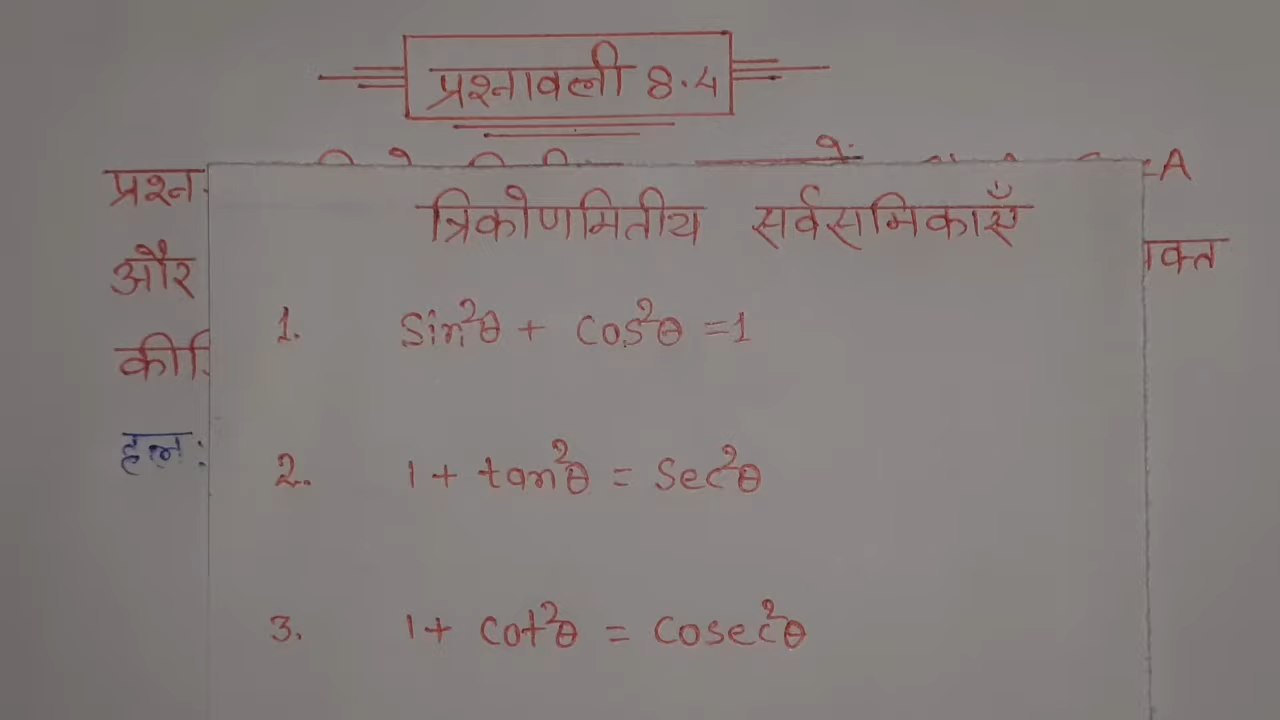 प्रश्नावली 8.4
प्रश्न A
त्रिकोणमितीय सर्वसमिकाएँ
और
1. Sin²θ + Cos²θ = 1
हल:
2. 1 + tan²θ = Sec²θ
3. 1 + Cot²θ = Cosec²θ